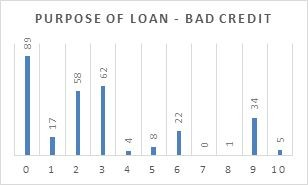 PURPOSE OF LOAN - BAD CREDIT
89 17 58 62 4 8 22 0 1 34 5
0 1 2 3 4 5 6 7 8 9 10